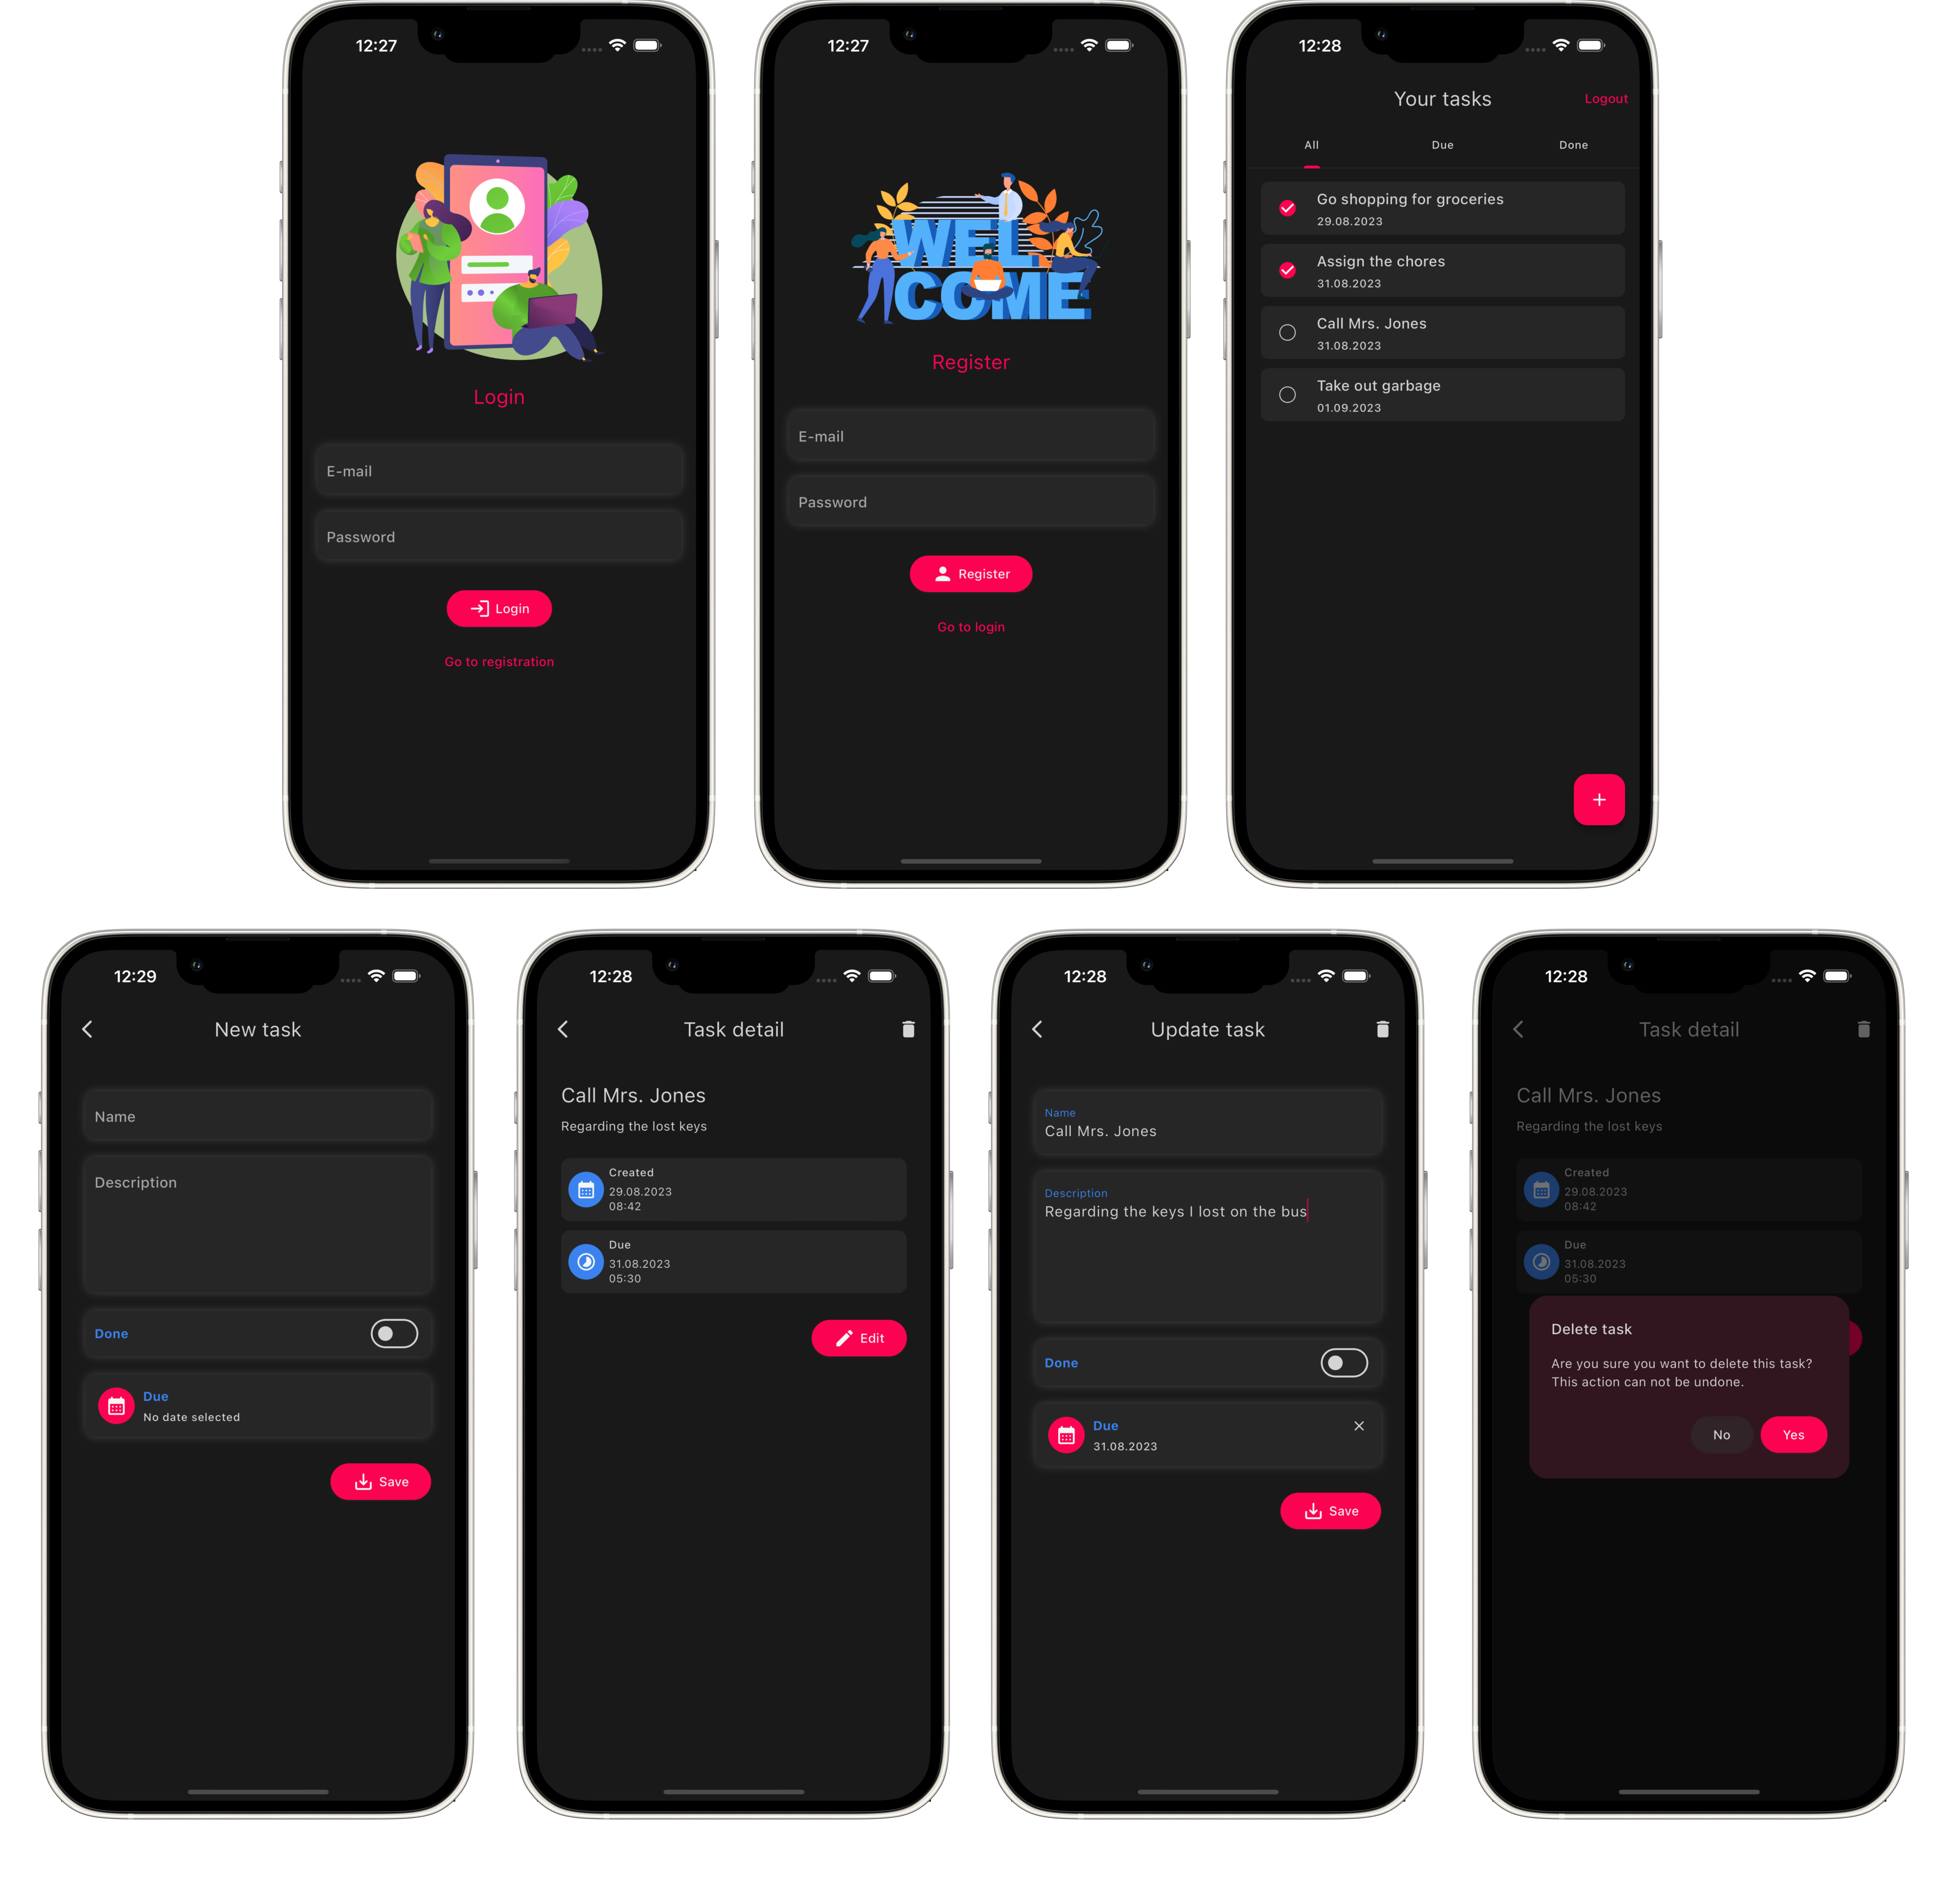 12:27
Login
E-mail
Password
Login
Go to registration
12:27
WEL
COME
Register
E-mail
Password
Register
Go to login
12:28
Your tasks
Logout
All
Due
Done
Go shopping for groceries
29.08.2023
Assign the chores
31.08.2023
Call Mrs. Jones
31.08.2023
Take out garbage
01.09.2023
12:29
New task
Name
Description
Done
Due
No date selected
Save
12:28
Task detail
Call Mrs. Jones
Regarding the lost keys
Created
29.08.2023
08:42
Due
31.08.2023
05:30
Edit
12:28
Update task
Name
Call Mrs. Jones
Description
Regarding the keys I lost on the bus
Done
Due
31.08.2023
Save
12:28
Task detail
Call Mrs. Jones
Regarding the lost keys
Created
29.08.2023
08:42
Due
31.08.2023
05:30
Delete task
Are you sure you want to delete this task?
This action can not be undone.
No
Yes